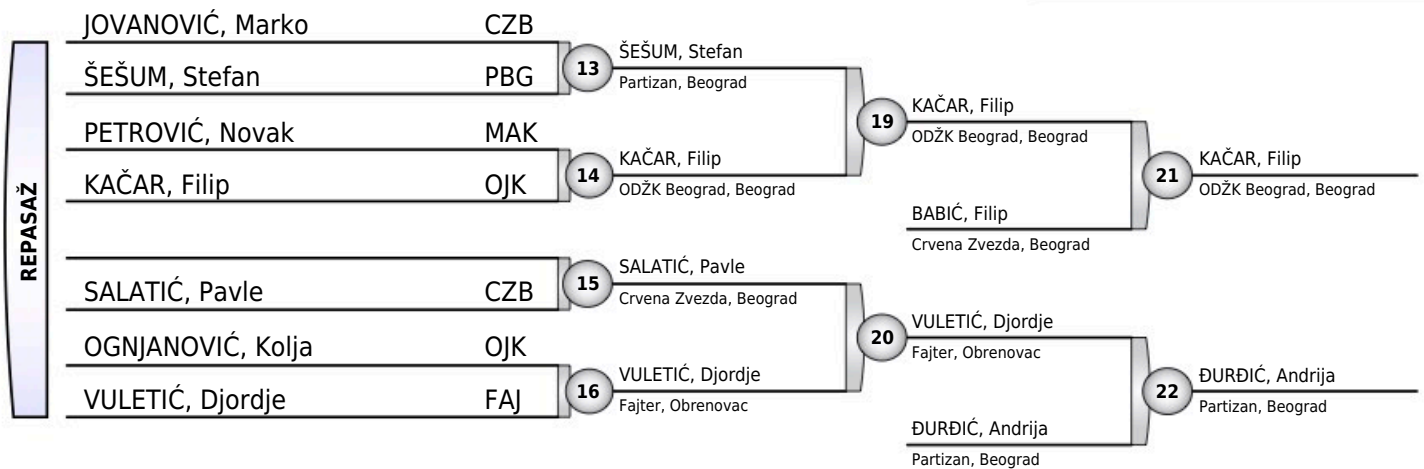 REPASAŽ
JOVANOVIĆ, Marko CZB
ŠEŠUM, Stefan PBG
PETROVIĆ, Novak MAK
KAČAR, Filip OJK
SALATIĆ, Pavle CZB
OGNJANOVIĆ, Kolja OJK
VULETIĆ, Djordje FAJ
13
ŠEŠUM, Stefan
Partizan, Beograd
14
KAČAR, Filip
ODŽK Beograd, Beograd
15
SALATIĆ, Pavle
Crvena Zvezda, Beograd
16
VULETIĆ, Djordje
Fajter, Obrenovac
19
KAČAR, Filip
ODŽK Beograd, Beograd
BABIĆ, Filip
Crvena Zvezda, Beograd
20
VULETIĆ, Djordje
Fajter, Obrenovac
ĐURĐIĆ, Andrija
Partizan, Beograd
21
KAČAR, Filip
ODŽK Beograd, Beograd
22
ĐURĐIĆ, Andrija
Partizan, Beograd